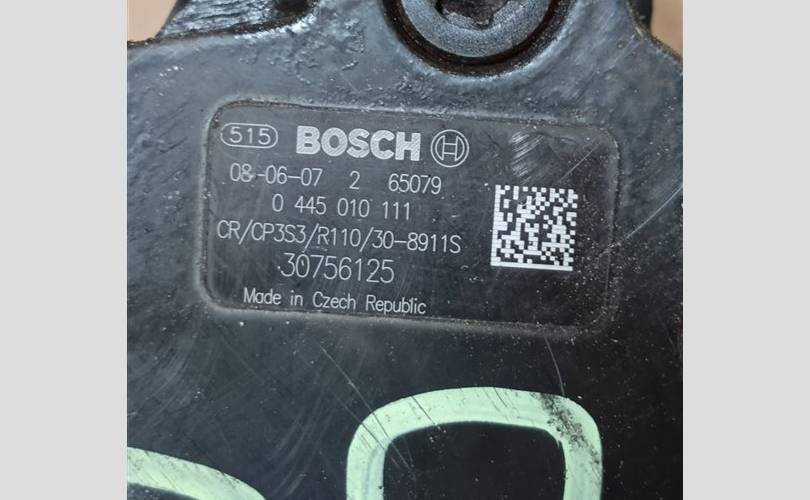 515 BOSCH
08-06-07 2 65079
0 445 010 111
CR/CP3S3/R110/30-8911S
30756125
Made in Czech Republic